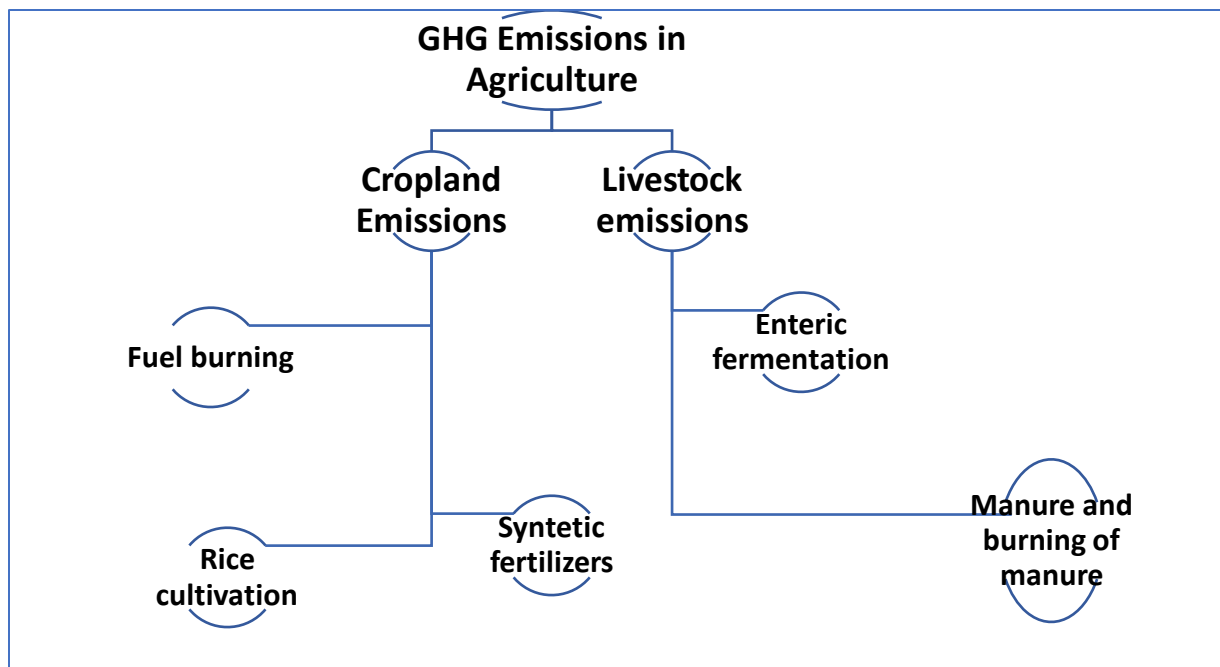 GHG Emissions in
Agriculture
Cropland
Emissions
Livestock
emissions
Fuel burning
Enteric
fermentation
Rice
cultivation
Syntetic
fertilizers
Manure and
burning of
manure